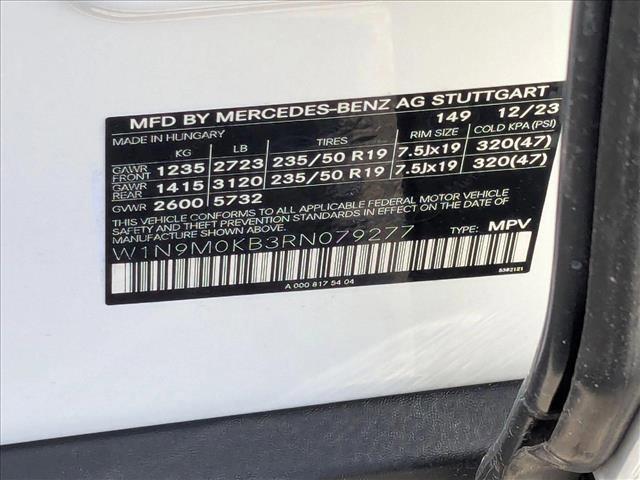 MFD BY MERCEDES-BENZ AG STUTTGART
149 12/23
MADE IN HUNGARY
KG LB TIRES RIM SIZE COLD KPA (PSI)
GAWR FRONT 1235 2723 235/50 R19 7.5Jx19 320(47)
GAWR REAR 1415 3120 235/50 R19 7.5Jx19 320(47)
GVWR 2600 5732
THIS VEHICLE CONFORMS TO ALL APPLICABLE FEDERAL MOTOR VEHICLE
SAFETY, BUMPER, AND THEFT PREVENTION STANDARDS IN EFFECT ON THE DATE OF
MANUFACTURE SHOWN ABOVE.
W1N9M0KB3RN079277 TYPE: MPV
A 000 817 54 04